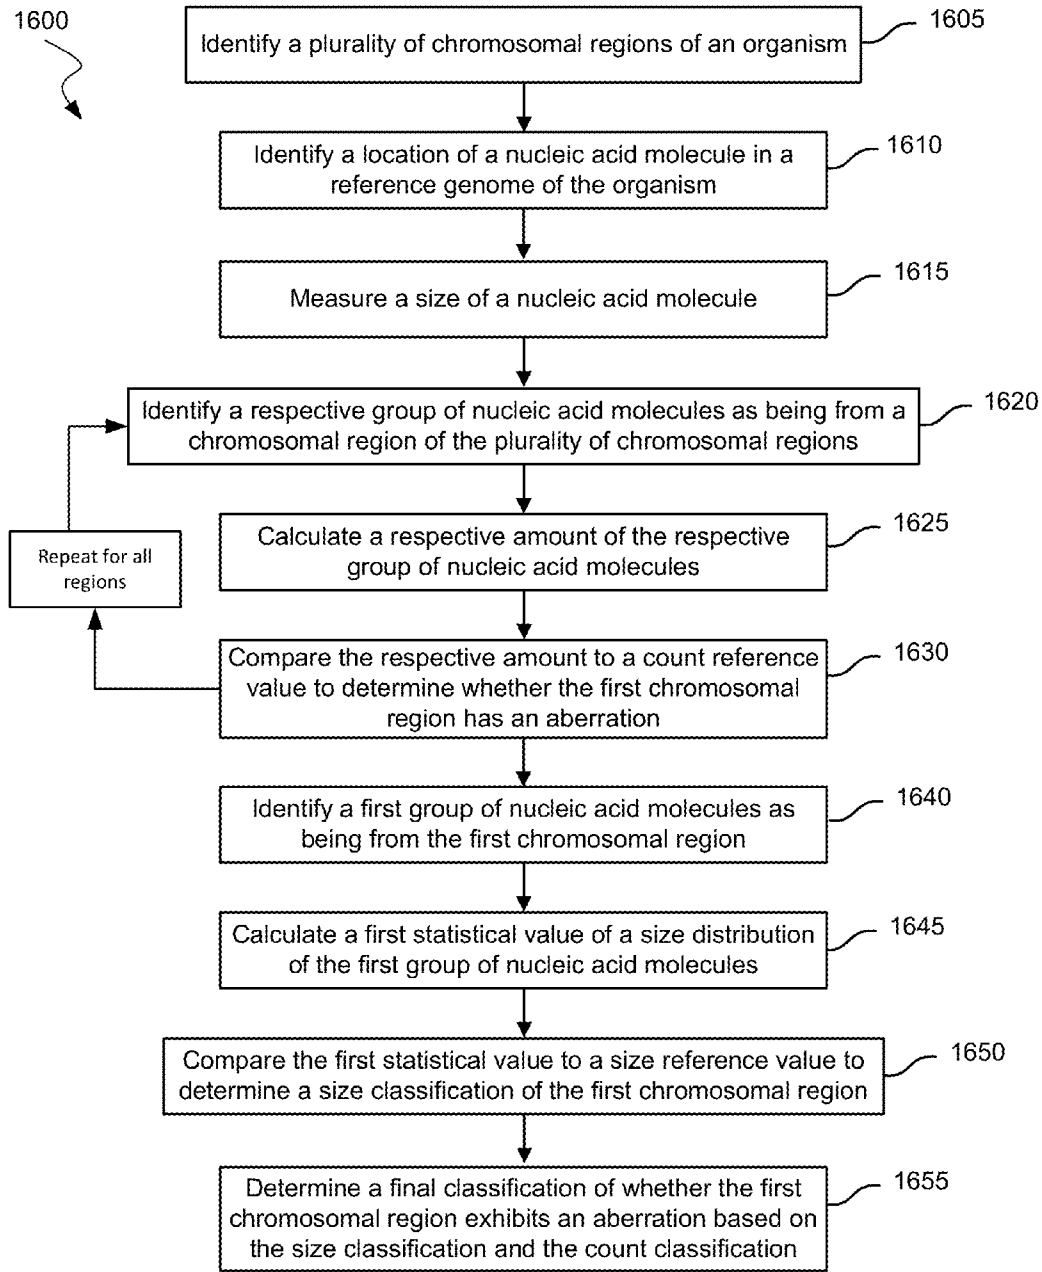 1600
Identify a plurality of chromosomal regions of an organism
1605
Identify a location of a nucleic acid molecule in a
reference genome of the organism
1610
Measure a size of a nucleic acid molecule
1615
Identify a respective group of nucleic acid molecules as being from a
chromosomal region of the plurality of chromosomal regions
1620
Calculate a respective amount of the respective
group of nucleic acid molecules
1625
Repeat for all
regions
Compare the respective amount to a count reference
value to determine whether the first chromosomal
region has an aberration
1630
Identify a first group of nucleic acid molecules as
being from the first chromosomal region
1640
Calculate a first statistical value of a size distribution
of the first group of nucleic acid molecules
1645
Compare the first statistical value to a size reference value to
determine a size classification of the first chromosomal region
1650
Determine a final classification of whether the first
chromosomal region exhibits an aberration based on
the size classification and the count classification
1655